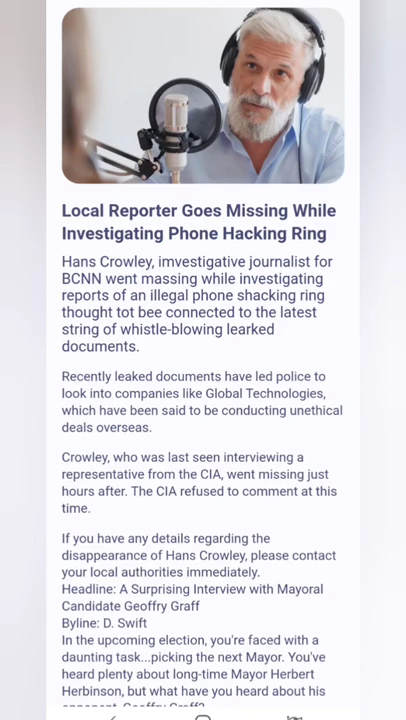 Local Reporter Goes Missing While
Investigating Phone Hacking Ring
Hans Crowley, imvestigative journalist for
BCNN went massing while investigating
reports of an illegal phone shacking ring
thought tot bee connected to the latest
string of whistle-blowing learked
documents.
Recently leaked documents have led police to
look into companies like Global Technologies,
which have been said to be conducting unethical
deals overseas.
Crowley, who was last seen interviewing a
representative from the CIA, went missing just
hours after. The CIA refused to comment at this
time.
If you have any details regarding the
disappearance of Hans Crowley, please contact
your local authorities immediately.
Headline: A Surprising Interview with Mayoral
Candidate Geoffry Graff
Byline: D. Swift
In the upcoming election, you're faced with a
daunting task...picking the next Mayor. You've
heard plenty about long-time Mayor Herbert
Herbinson, but what have you heard about his
opponent, Geoffry Graff?